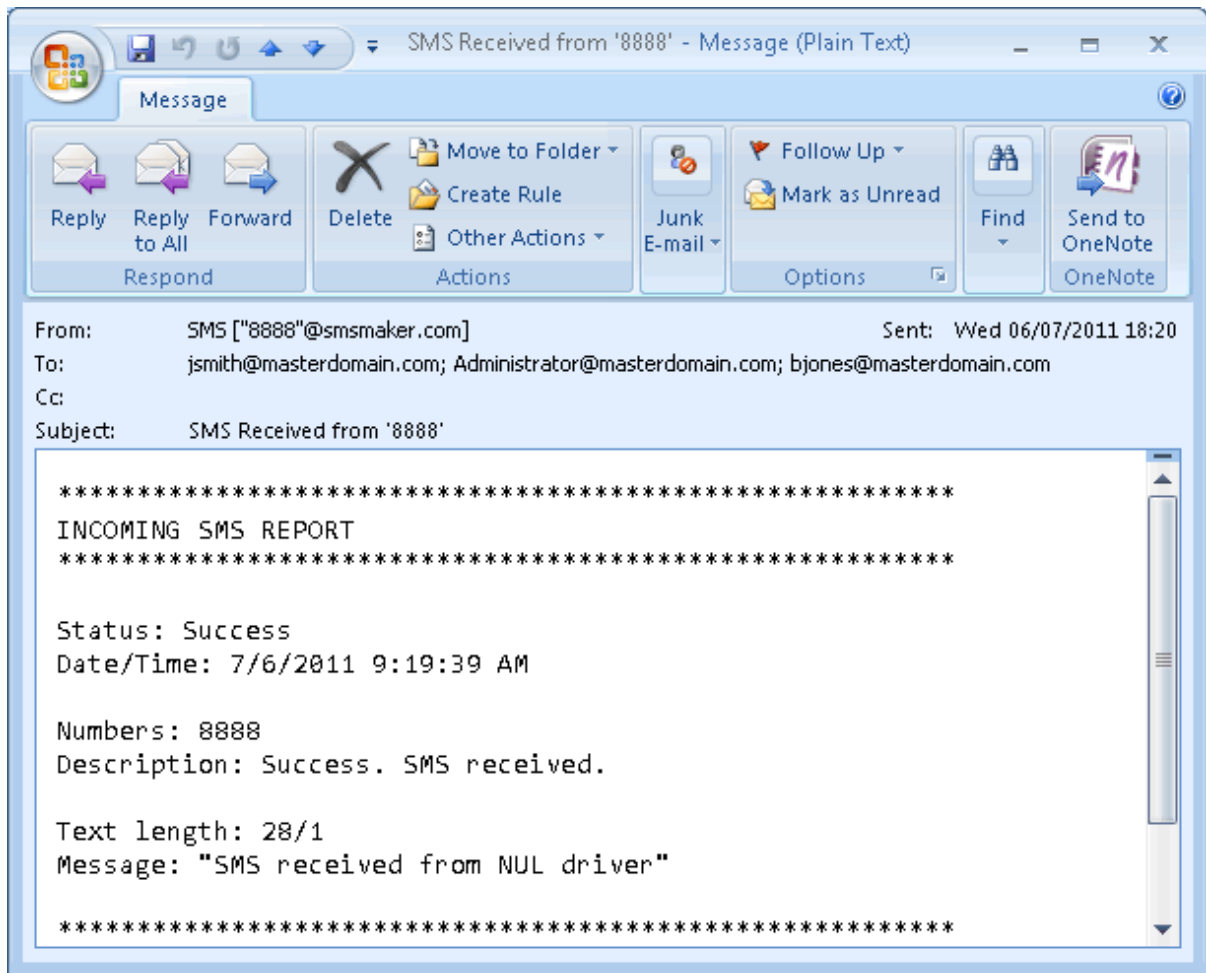 SMS Received from '8888' - Message (Plain Text)
Message
Reply
Reply to All
Forward
Respond
Delete
Move to Folder
Create Rule
Other Actions
Actions
Junk E-mail
Follow Up
Mark as Unread
Options
Find
Send to OneNote
OneNote
From: SMS ["8888"@smsmaker.com] Sent: Wed 06/07/2011 18:20
To: jsmith@masterdomain.com; Administrator@masterdomain.com; bjones@masterdomain.com
Cc:
Subject: SMS Received from '8888'
*********************************************************
INCOMING SMS REPORT
*********************************************************
Status: Success
Date/Time: 7/6/2011 9:19:39 AM
Numbers: 8888
Description: Success. SMS received.
Text length: 28/1
Message: "SMS received from NUL driver"
*********************************************************